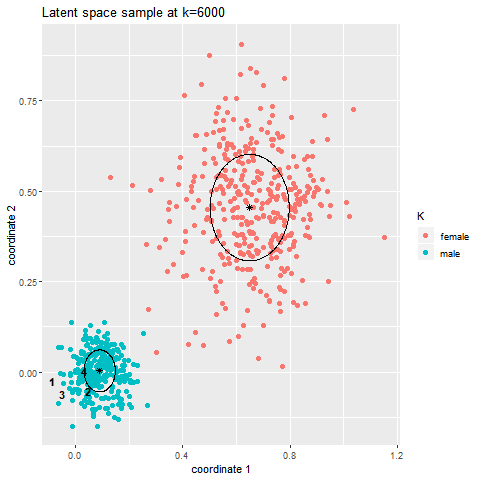 Latent space sample at k=6000
0.75
0.50
0.25
0.00
coordinate 2
K
female
male
1
4
2
3
0.0
0.4
0.8
1.2
coordinate 1